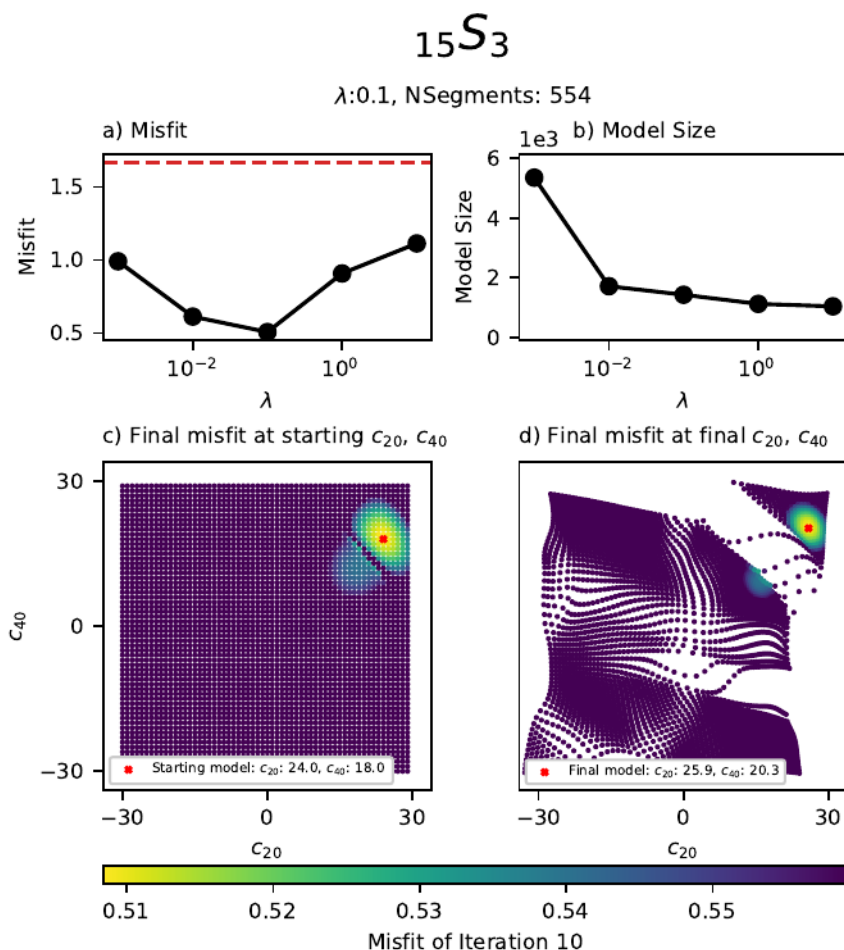 ₁₅S₃
λ:0.1, NSegments: 554
a) Misfit
b) Model Size
1e3
1.5
1.0
0.5
Misfit
10⁻²
10⁰
λ
6
4
2
0
Model Size
10⁻²
10⁰
λ
c) Final misfit at starting c₂₀, c₄₀
d) Final misfit at final c₂₀, c₄₀
30
0
−30
c₄₀
Starting model: c₂₀: 24.0, c₄₀: 18.0
Final model: c₂₀: 25.9, c₄₀: 20.3
−30
0
30
c₂₀
−30
0
30
c₂₀
0.51
0.52
0.53
0.54
0.55
Misfit of Iteration 10